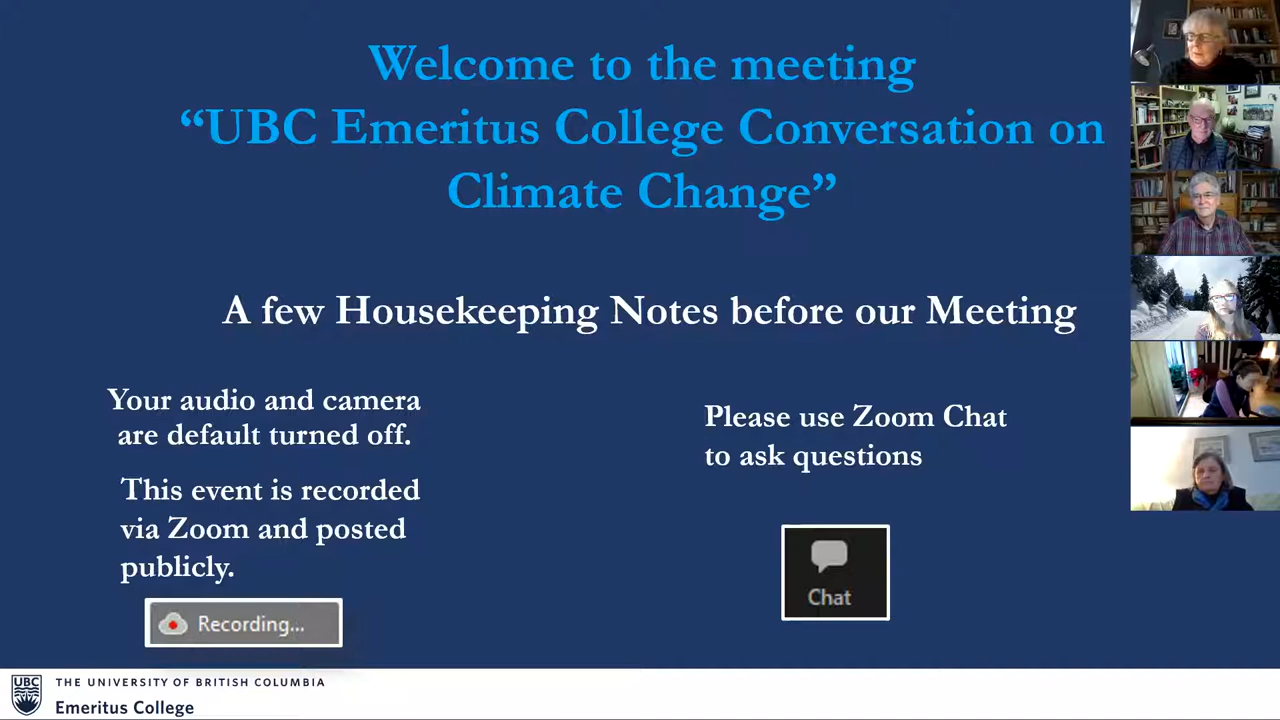 Welcome to the meeting
“UBC Emeritus College Conversation on
Climate Change”
A few Housekeeping Notes before our Meeting
Your audio and camera
are default turned off.
This event is recorded
via Zoom and posted
publicly.
Recording...
Please use Zoom Chat
to ask questions
Chat
UBC
THE UNIVERSITY OF BRITISH COLUMBIA
Emeritus College